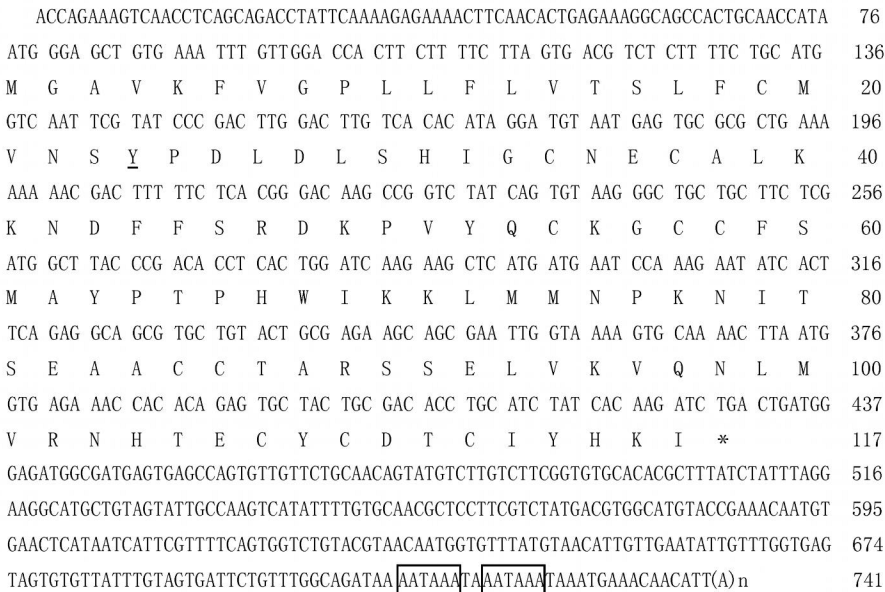 ACCAGAAAGTCAACCTCAGCAGACCTATTCAAAAGAGAAAACTTCAACACTGAGAAAGGCAGCCACTGCAACCATA 76
ATG GGA GCT GTG AAA TTT GTTGGA CCA CTT CTT TTC TTA GTG ACG TCT CTT TTC TGC ATG 136
M G A V K F V G P L L F L V T S L F C M 20
GTC AAT TCG TAT CCC GAC TTG GAC TTG TCA CAC ATA GGA TGT AAT GAG TGC GCG CTG AAA 196
V N S Y P D L D L S H I G C N E C A L K 40
AAA AAC GAC TTT TTC TCA CGG GAC AAG CCG GTC TAT CAG TGT AAG GGC TGC TGC TTC TCG 256
K N D F F S R D K P V Y Q C K G C C F S 60
ATG GCT TAC CCG ACA CCT CAC TGG ATC AAG AAG CTC ATG ATG AAT CCA AAG AAT ATC ACT 316
M A Y P T P H W I K K L M M N P K N I T 80
TCA GAG GCA GCG TGC TGT ACT GCG AGA AGC AGC GAA TTG GTA AAA GTG CAA AAC TTA ATG 376
S E A A C C T A R S S E L V K V Q N L M 100
GTG AGA AAC CAC ACA GAG TGC TAC TGC GAC ACC TGC ATC TAT CAC AAG ATC TGA CTGATGG 437
V R N H T E C Y C D T C I Y H K I * 117
GAGATGGCGATGAGTGAGCCAGTGTTGTTCTGCAACAGTATGTCTTGTCTTCGGTGTGCACACGCTTTATCTATTTAGG 516
AAGGCATGCTGTAGTATTGCCAAGTCATATTTTGTGCAACGCTCCTTCGTCTATGACGTGGCATGTACCGAAACAATGT 595
GAACTCATAATCATTCGTTTTCAGTGGTCTGTACGTAACAATGGTGTTTATGTAACATTGTTGAATATTGTTTGGTGAG 674
TAGTGTGTTATTTGTAGTGATTCTGTTTGGCAGATAA AATAAA TA AATAAA TAAATGAAACAACATT(A)n 741